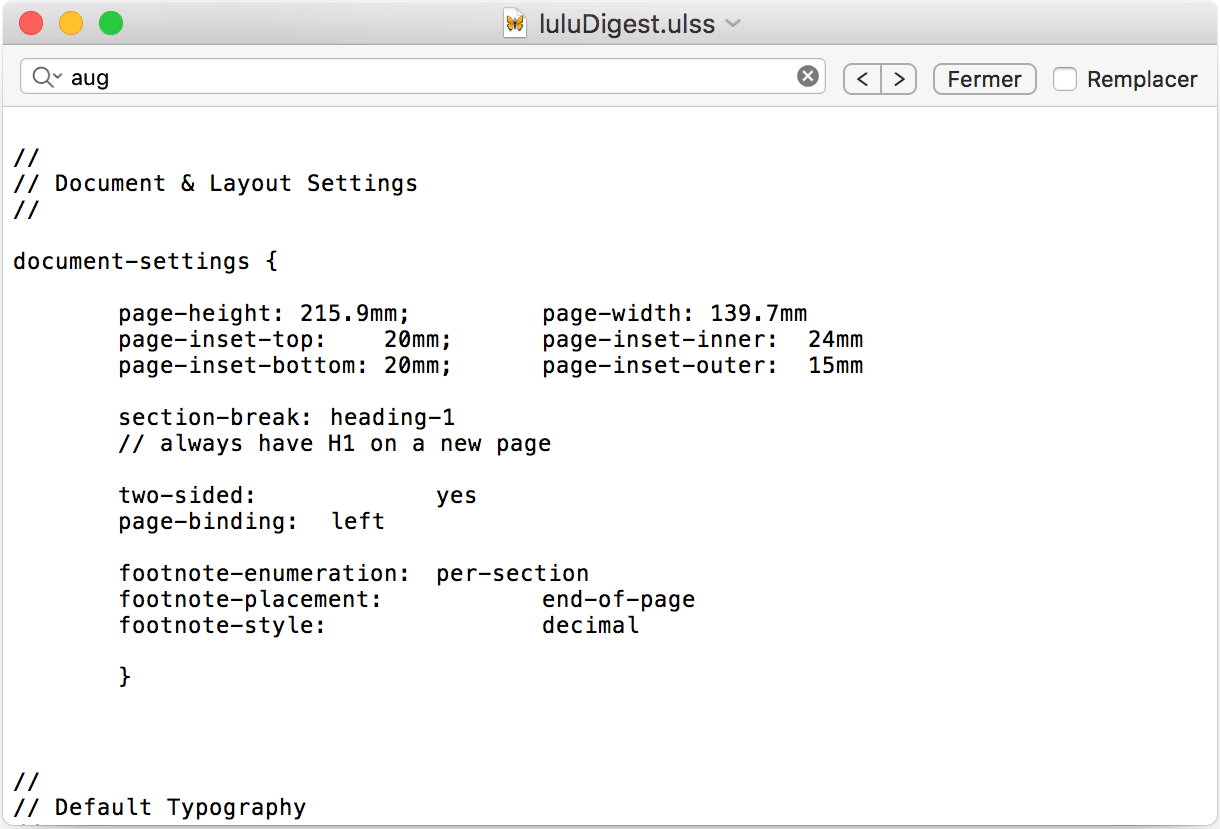 luluDigest.ulss
aug
< > Fermer Remplacer
//
// Document & Layout Settings
//
document-settings {
page-height: 215.9mm; page-width: 139.7mm
page-inset-top: 20mm; page-inset-inner: 24mm
page-inset-bottom: 20mm; page-inset-outer: 15mm
section-break: heading-1
// always have H1 on a new page
two-sided: yes
page-binding: left
footnote-enumeration: per-section
footnote-placement: end-of-page
footnote-style: decimal
}
//
// Default Typography